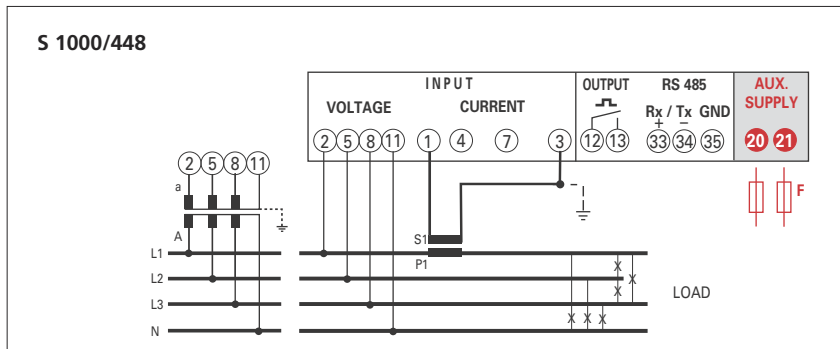 S 1000/448
INPUT
OUTPUT
RS 485
AUX. SUPPLY
VOLTAGE
CURRENT
Rx / Tx GND
+ −
2 5 8 11 1 4 7 3 12 13 33 34 35 20 21
2 5 8 11
a
F
A
S1
L1
P1
L2
L3
LOAD
N
X X X X X X